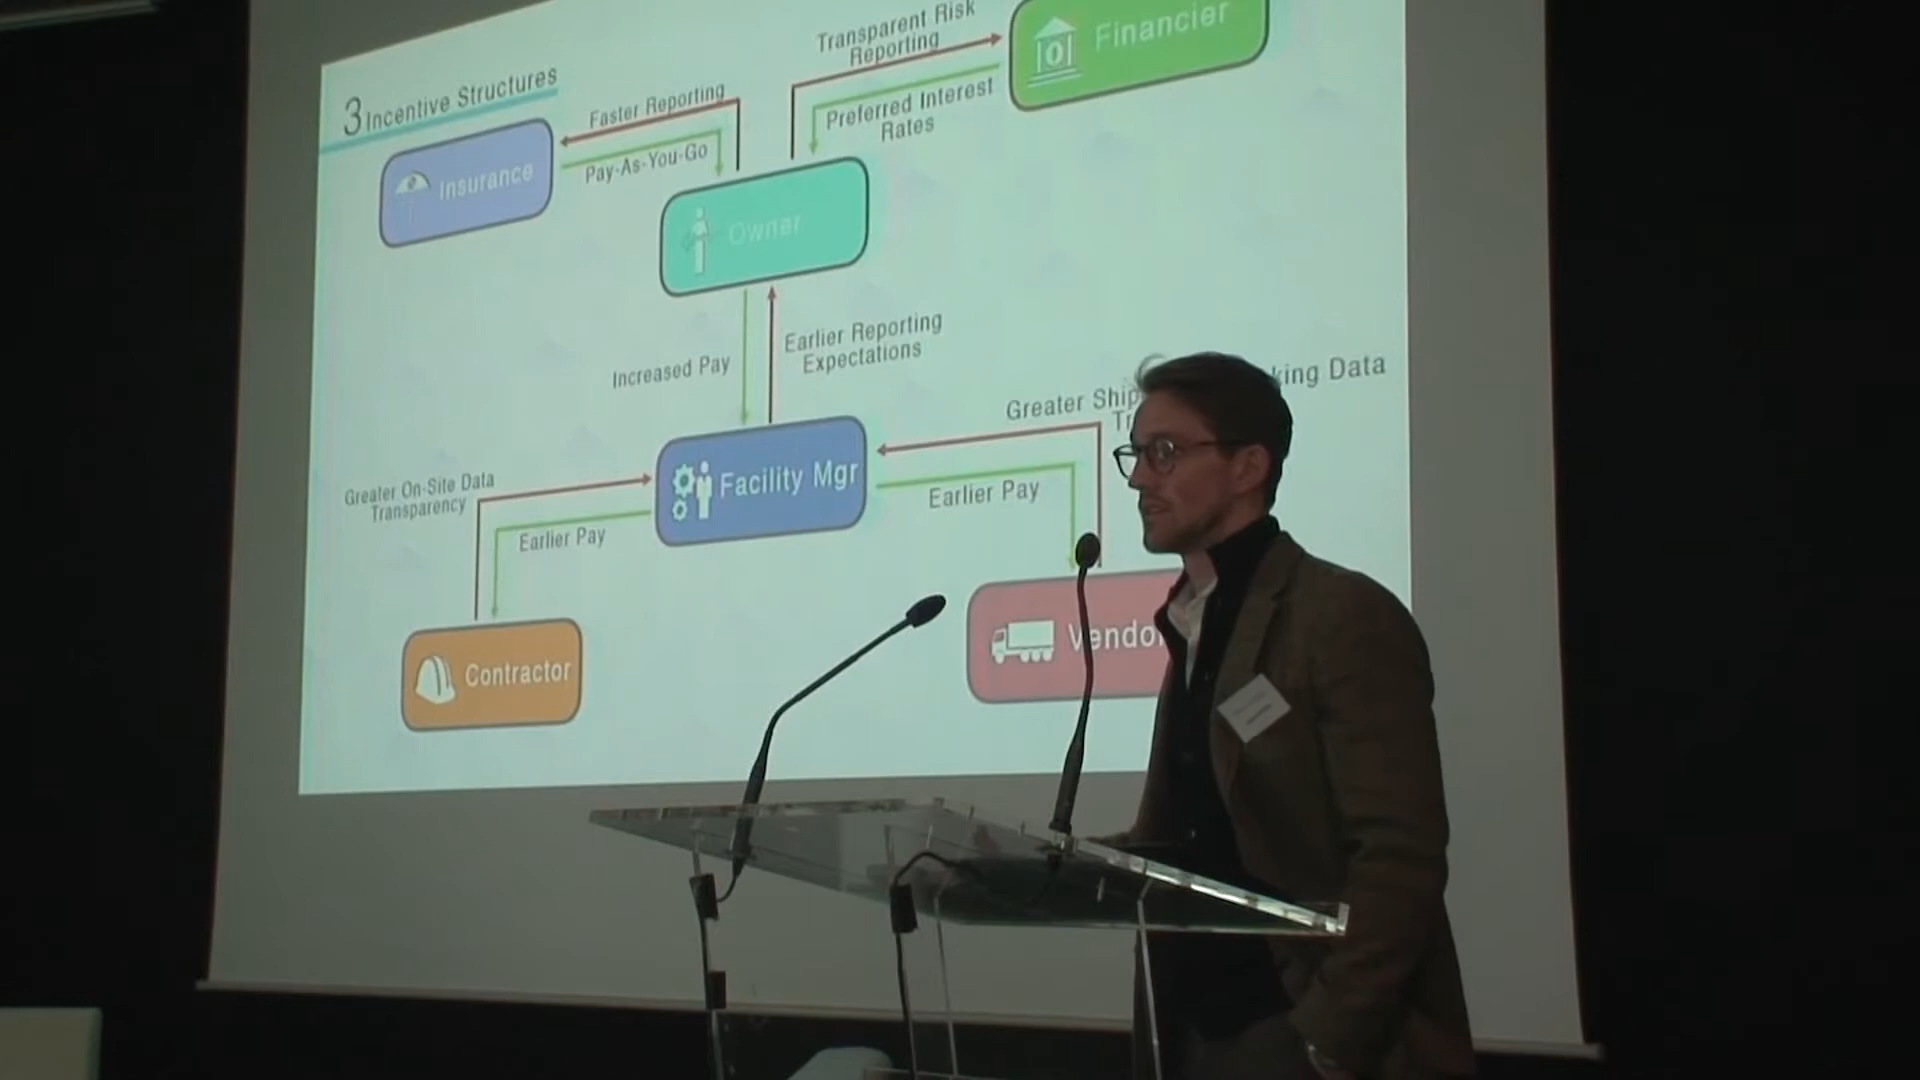 3 Incentive Structures
Transparent Risk
Reporting
Financier
Faster Reporting
Preferred Interest
Rates
Pay-As-You-Go
Insurance
Owner
Earlier Reporting
Expectations
Increased Pay
king Data
Greater Ship
Tr
Greater On-Site Data
Transparency
Facility Mgr
Earlier Pay
Earlier Pay
Contractor
Vendo